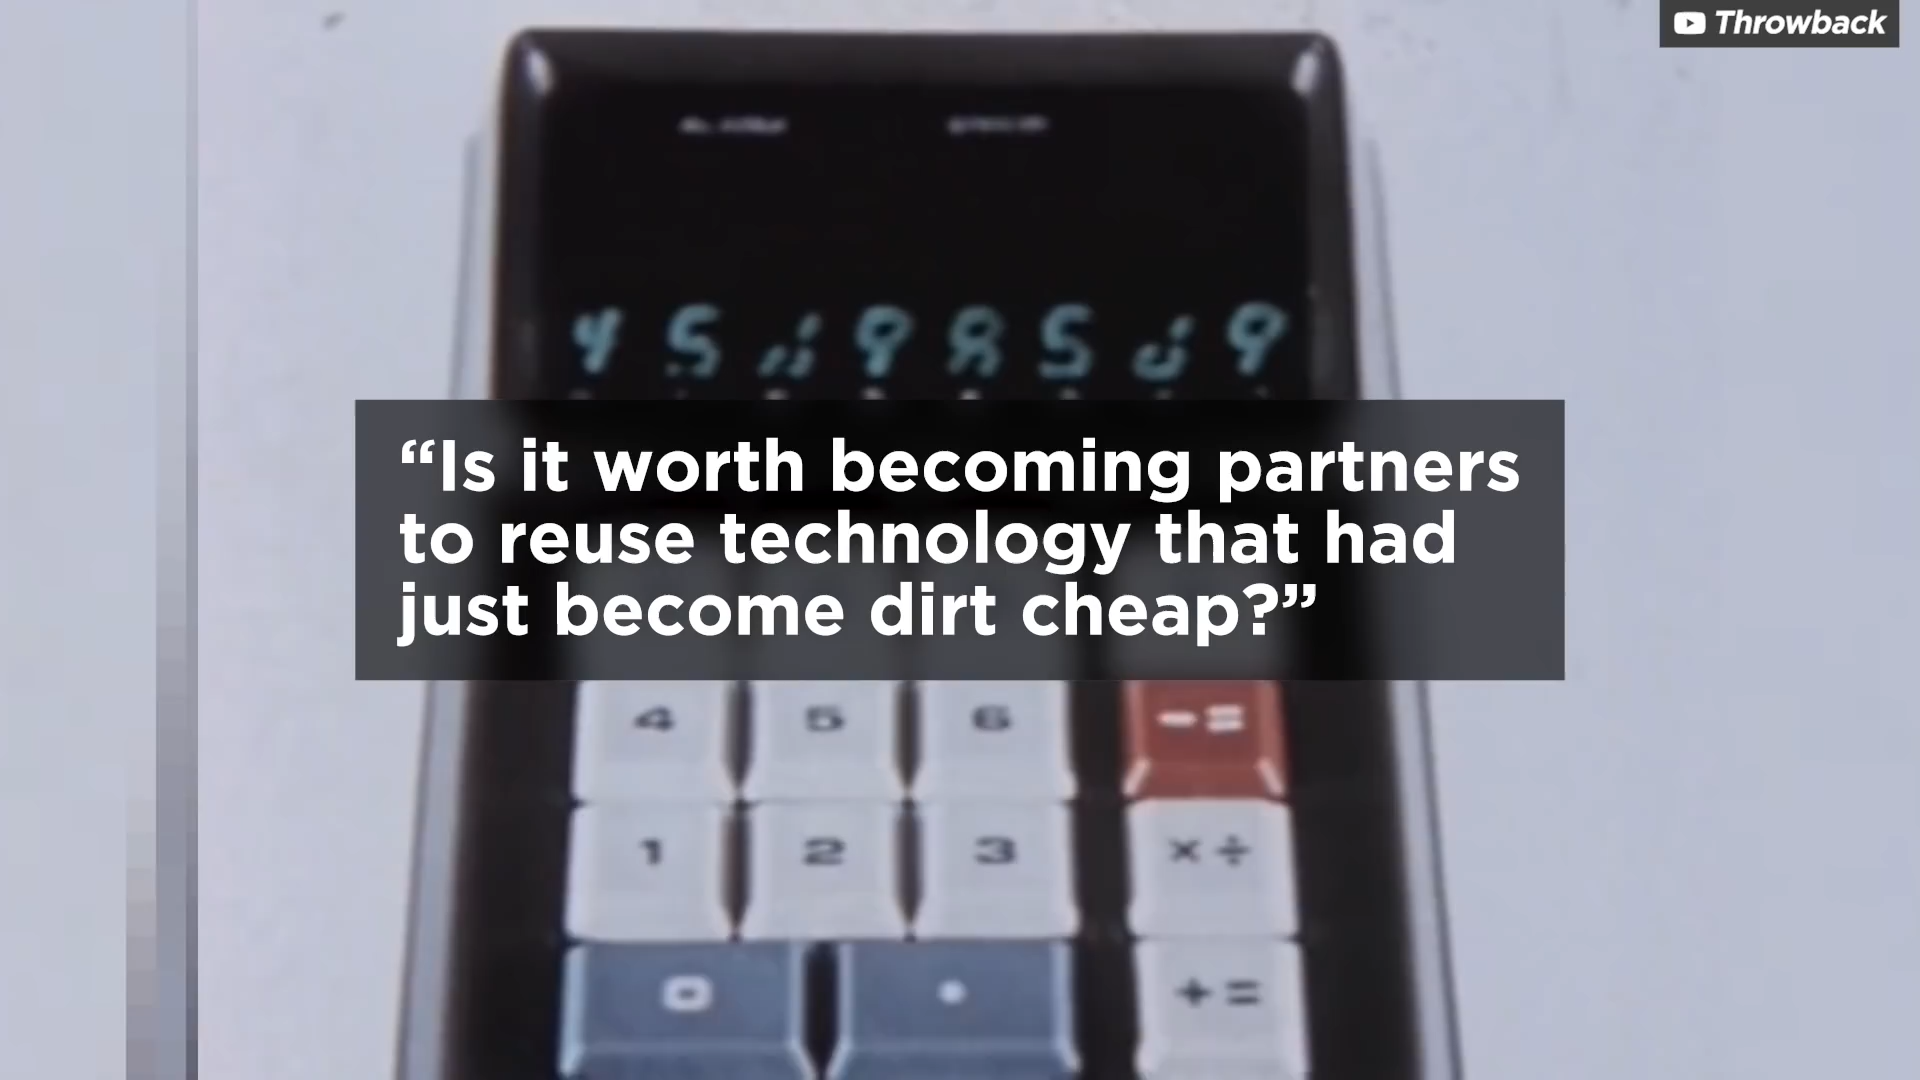 Throwback
“Is it worth becoming partners
to reuse technology that had
just become dirt cheap?”
4 5 6 -=
1 2 3 ×÷
0 • +=